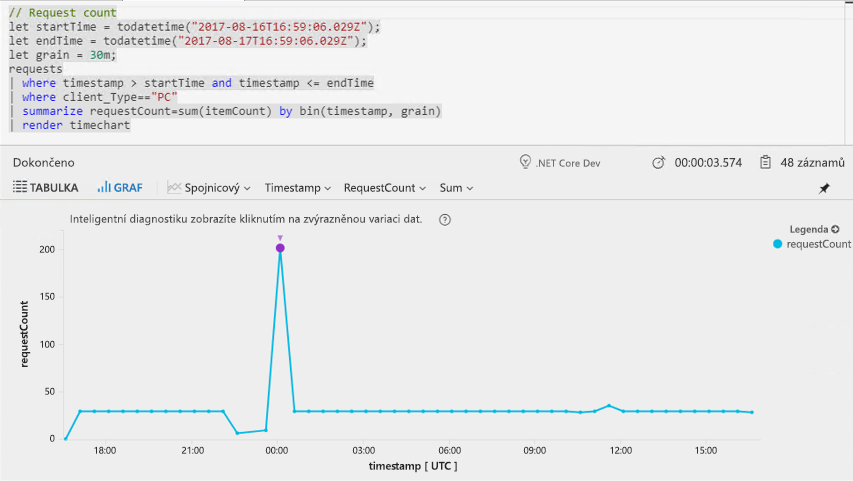 // Request count
let startTime = todatetime("2017-08-16T16:59:06.029Z");
let endTime = todatetime("2017-08-17T16:59:06.029Z");
let grain = 30m;
requests
| where timestamp > startTime and timestamp <= endTime
| where client_Type=="PC"
| summarize requestCount=sum(itemCount) by bin(timestamp, grain)
| render timechart
Dokončeno .NET Core Dev 00:00:03.574 48 záznamů
TABULKA GRAF Spojnicový Timestamp RequestCount Sum
Inteligentní diagnostiku zobrazíte kliknutím na zvýrazněnou variaci dat. ?
Legenda
requestCount
200
150
100
50
0
requestCount
18:00 21:00 00:00 03:00 06:00 09:00 12:00 15:00
timestamp [ UTC ]